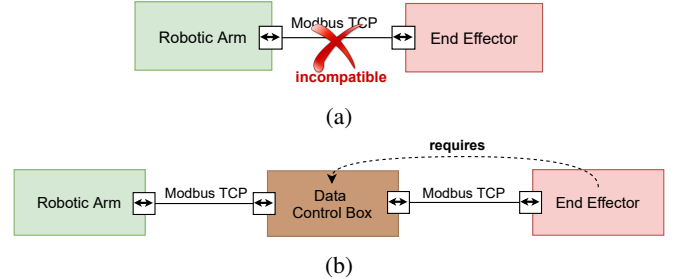 Modbus TCP
Robotic Arm
End Effector
incompatible
(a)
requires
Robotic Arm
Modbus TCP
Data
Control Box
Modbus TCP
End Effector
(b)